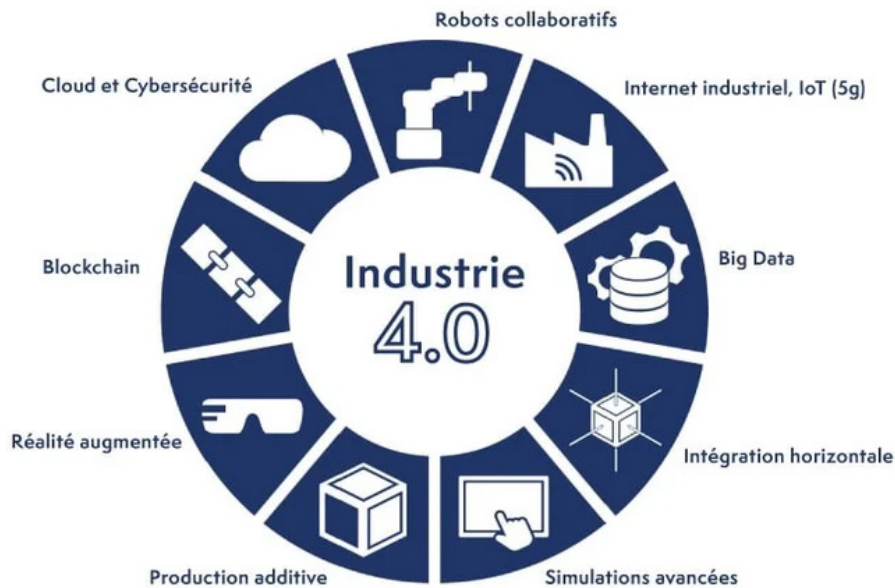 Robots collaboratifs
Cloud et Cybersécurité
Internet industriel, IoT (5g)
Blockchain
Industrie
4.0
Big Data
Réalité augmentée
Intégration horizontale
Production additive
Simulations avancées